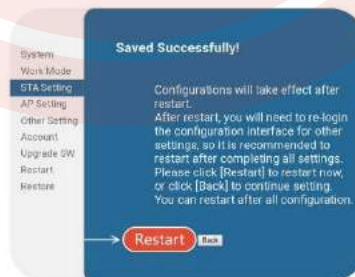 System
Work Mode
STA Setting
AP Setting
Other Setting
Account
Upgrade SW
Restart
Restore
Saved Successfully!
Configurations will take effect after
restart.
After restart, you will need to re-login
the configuration interface for other
settings, so it is recommended to
restart after completing all settings.
Please click [Restart] to restart now,
or click [Back] to continue setting.
You can restart after all configuration.
Restart
Back